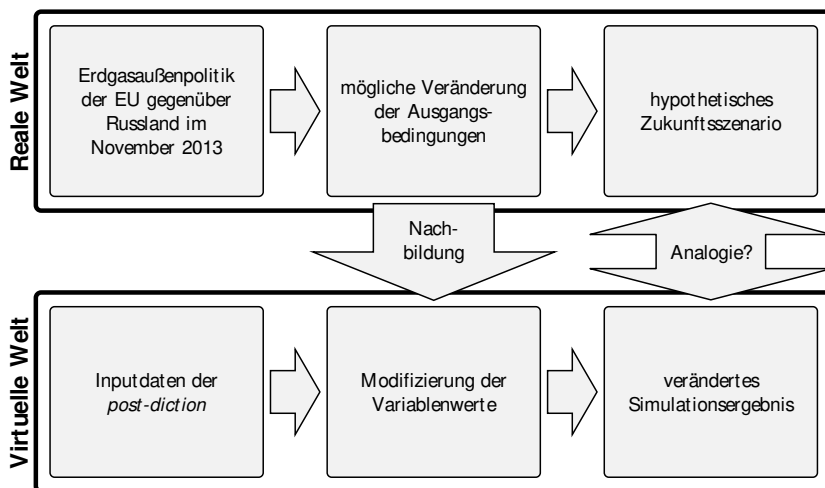 Reale Welt
Erdgasaußenpolitik
der EU gegenüber
Russland im
November 2013
mögliche Veränderung
der Ausgangs-
bedingungen
hypothetisches
Zukunftsszenario
Nach-
bildung
Analogie?
Virtuelle Welt
Inputdaten der
post-diction
Modifizierung der
Variablenwerte
verändertes
Simulationsergebnis